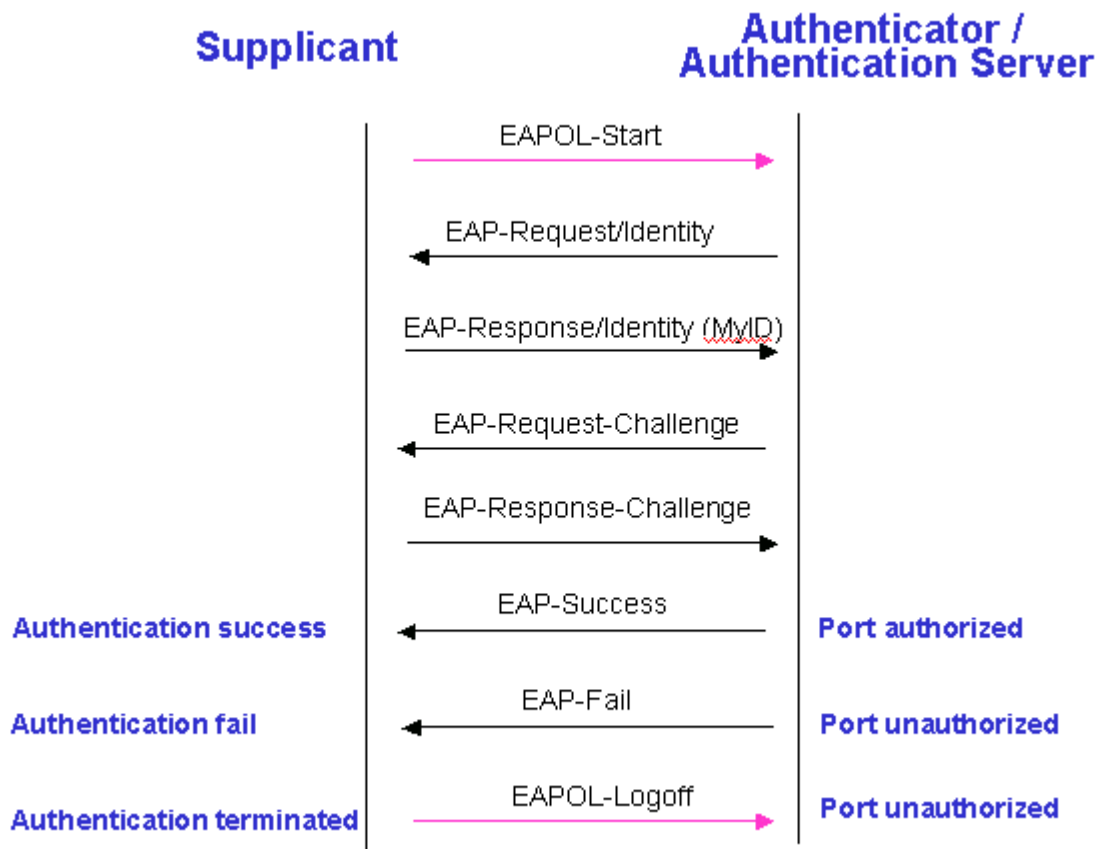 Supplicant
Authenticator /
Authentication Server
EAPOL-Start
EAP-Request/Identity
EAP-Response/Identity (MyID)
EAP-Request-Challenge
EAP-Response-Challenge
EAP-Success
Authentication success
Port authorized
EAP-Fail
Authentication fail
Port unauthorized
EAPOL-Logoff
Authentication terminated
Port unauthorized